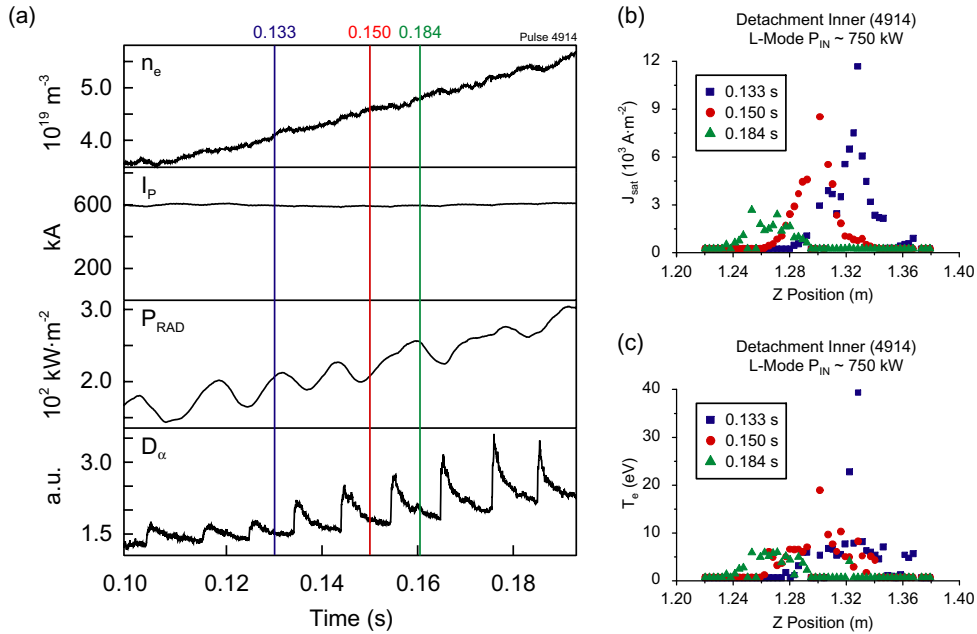 (a)
0.133 0.150 0.184
Pulse 4914
n_e
10^19 m^-3
5.0
4.0
I_P
kA
600
200
P_RAD
10^2 kW·m^-2
3.0
2.0
D_α
a.u.
3.0
1.5
0.10 0.12 0.14 0.16 0.18
Time (s)
(b)
Detachment Inner (4914)
L-Mode P_IN ~ 750 kW
0.133 s
0.150 s
0.184 s
J_sat (10^3 A·m^-2)
12
9
6
3
0
1.20 1.24 1.28 1.32 1.36 1.40
Z Position (m)
(c)
Detachment Inner (4914)
L-Mode P_IN ~ 750 kW
0.133 s
0.150 s
0.184 s
T_e (eV)
40
30
20
10
0
1.20 1.24 1.28 1.32 1.36 1.40
Z Position (m)